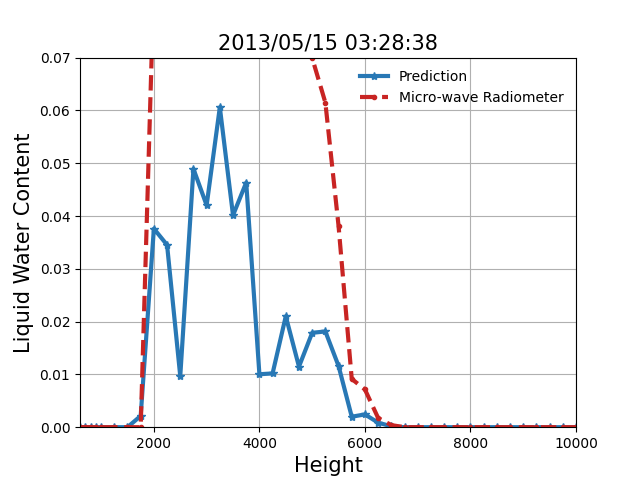 2013/05/15 03:28:38
0.07
0.06
0.05
0.04
0.03
0.02
0.01
0.00
Liquid Water Content
Prediction
Micro-wave Radiometer
2000 4000 6000 8000 10000
Height